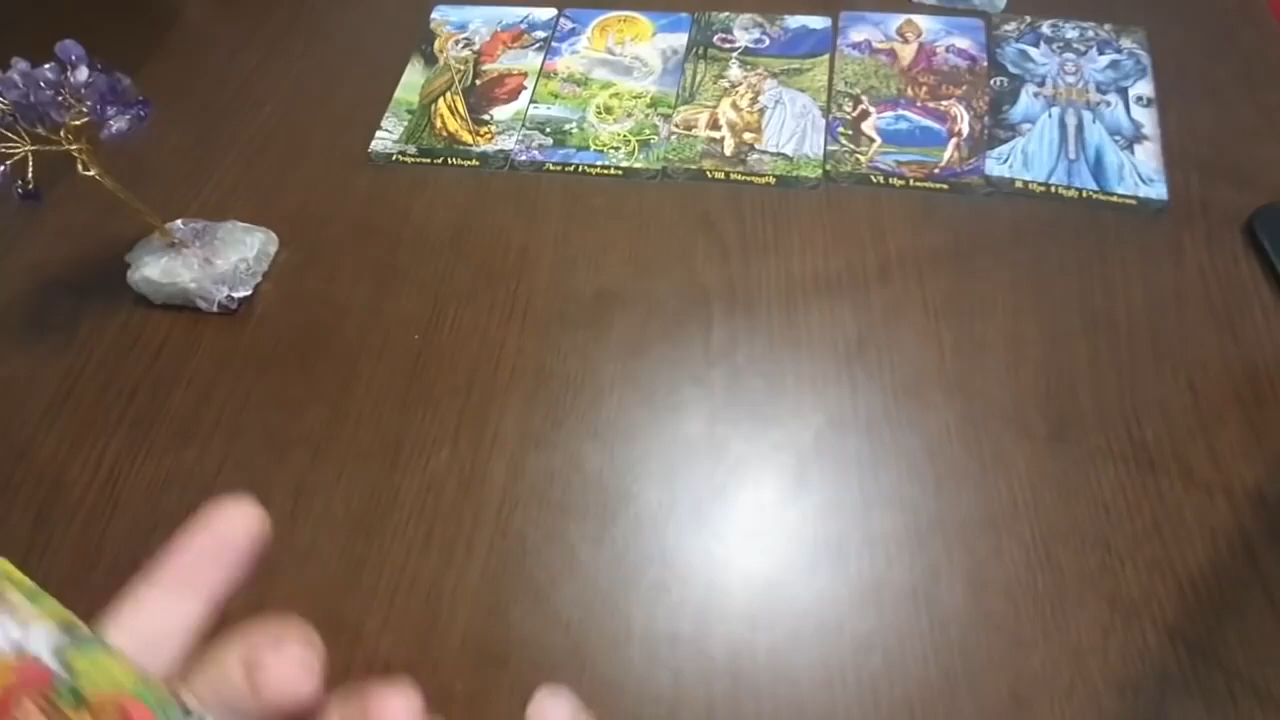 Princess of Wands
Ace of Pentacles
VIII. Strength
VI. the Lovers
II. the High Priestess